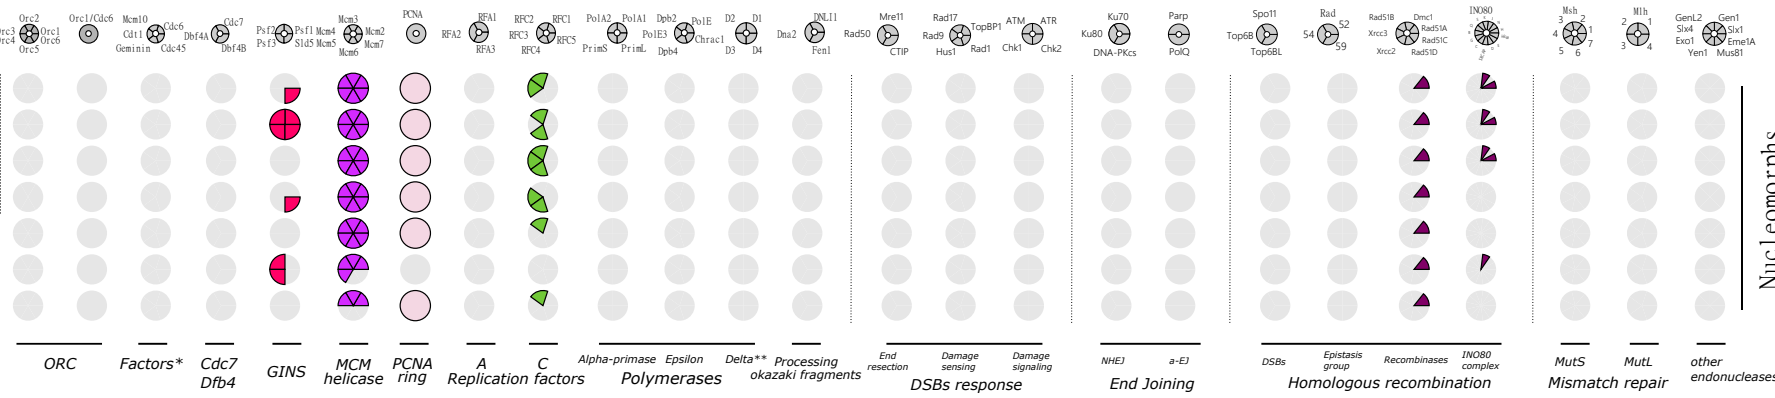 Orc2
Orc3 Orc1
Orc4 Orc6
Orc5
Orc1/Cdc6
Mcm10
Cdc6
Cdt1
Geminin Cdc45
Cdc7
Dbf4A
Dbf4B
Psf2 Psf1
Psf3 Sld5
Mcm3
Mcm4 Mcm2
Mcm5 Mcm7
Mcm6
PCNA
RFA1
RFA2
RFA3
RFC2 RFC1
RFC3 RFC5
RFC4
PolA2 PolA1
PrimS PrimL
Dpb2 PolE
PolE3 Chrac1
Dpb4
D2 D1
D3 D4
DNLI1
Dna2
Fen1
Mre11
Rad50
CTIP
Rad17
TopBP1
Rad9
Hus1 Rad1
ATM ATR
Chk1 Chk2
Ku70
Ku80
DNA-PKcs
Parp
PolQ
Spo11
Top6B
Top6BL
Rad
52
54
59
Rad51B Dmc1
Rad51A
Xrcc3
Rad51C
Xrcc2 Rad51D
INO80
Msh
3 2
4 1
7
5 6
Mlh
2 1
3 4
GenL2 Gen1
Slx4 Slx1
Exo1 Eme1A
Yen1 Mus81
Nucleomorphs
ORC
Factors*
Cdc7
Dfb4
GINS
MCM
helicase
PCNA
ring
A C
Replication factors
Alpha-primase Epsilon Delta**
Polymerases
Processing
okazaki fragments
End
resection
Damage
sensing
Damage
signaling
DSBs response
NHEJ a-EJ
End Joining
DSBs
Epistasis
group
Recombinases
INO80
complex
Homologous recombination
MutS MutL
Mismatch repair
other
endonucleases